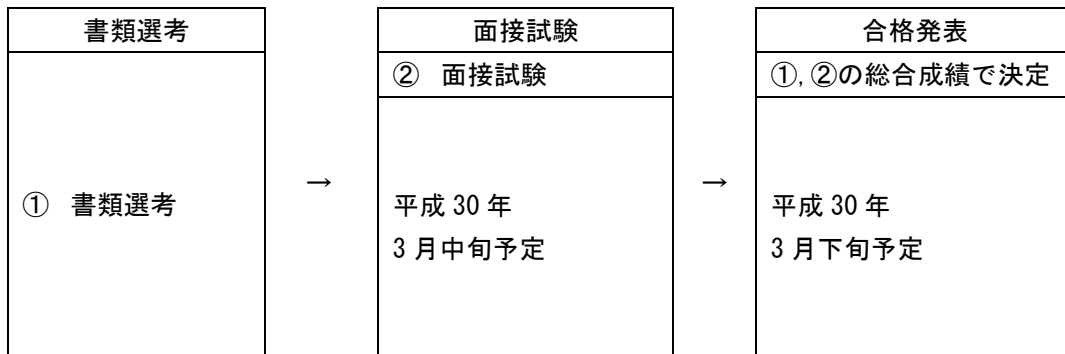 書類選考
① 書類選考
→
面接試験
② 面接試験
平成 30 年
3 月中旬予定
→
合格発表
①,②の総合成績で決定
平成 30 年
3 月下旬予定